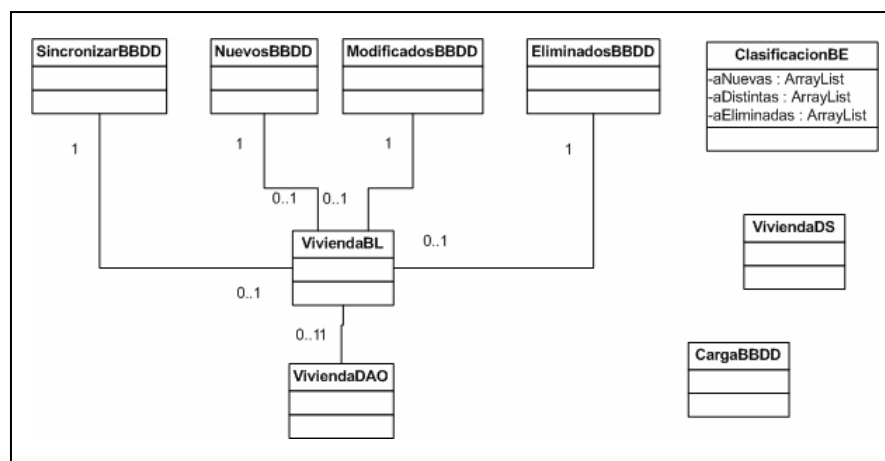 SincronizarBBDD
NuevosBBDD
ModificadosBBDD
EliminadosBBDD
ClasificacionBE
-aNuevas : ArrayList
-aDistintas : ArrayList
-aEliminadas : ArrayList
1
1
1
1
0..1
0..1
ViviendaBL
0..1
ViviendaDS
0..1
0..11
ViviendaDAO
CargaBBDD